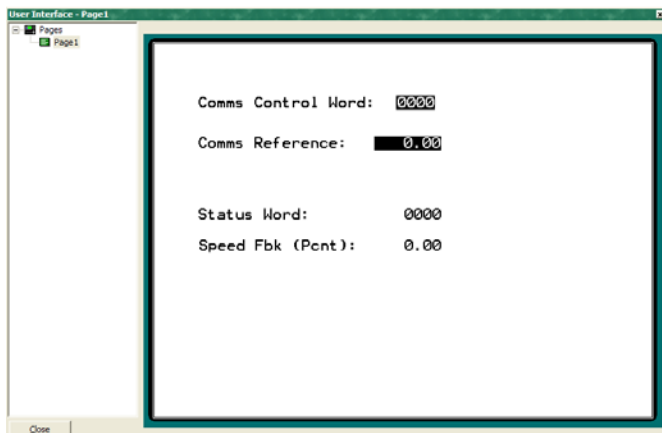 User Interface - Page1
Pages
Page1
Comms Control Word: 0000
Comms Reference: 0.00
Status Word: 0000
Speed Fbk (Pcnt): 0.00
Close